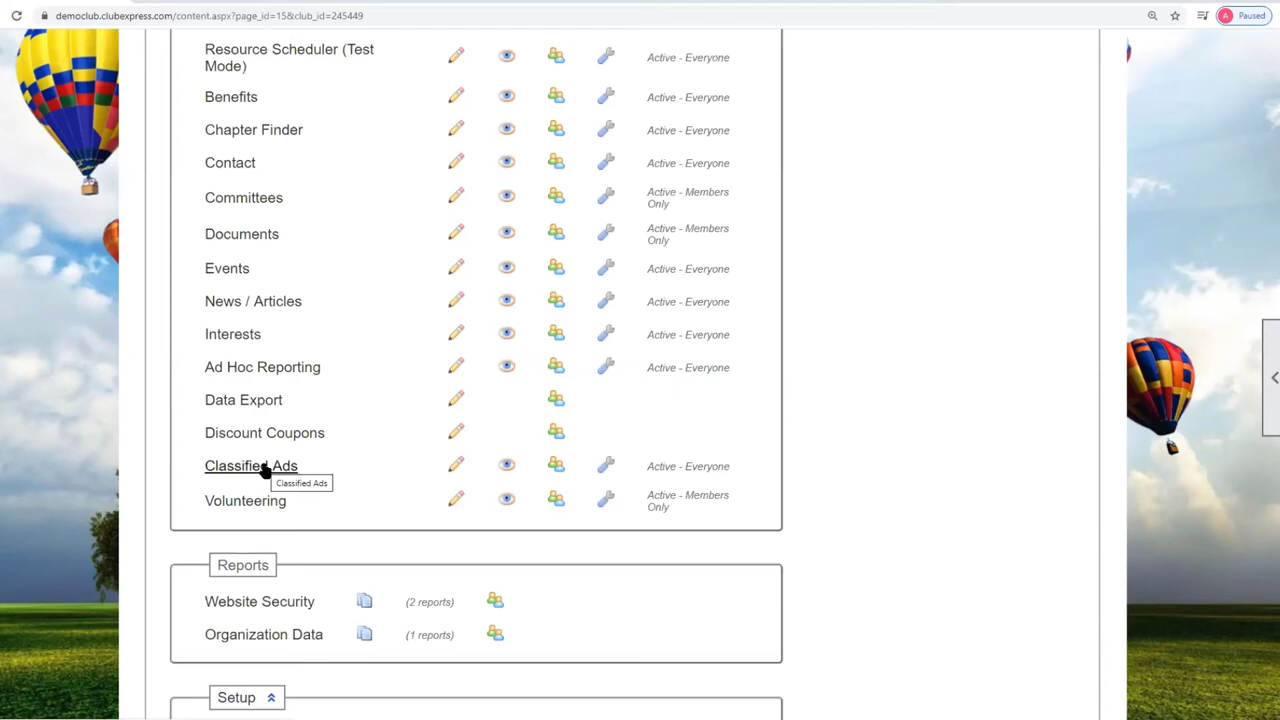 democlub.clubexpress.com/content.aspx?page_id=15&club_id=245449
A Paused
Resource Scheduler (Test
Mode)
Active - Everyone
Benefits
Active - Everyone
Chapter Finder
Active - Everyone
Contact
Active - Everyone
Committees
Active - Members
Only
Documents
Active - Members
Only
Events
Active - Everyone
News / Articles
Active - Everyone
Interests
Active - Everyone
Ad Hoc Reporting
Active - Everyone
Data Export
Discount Coupons
Classified Ads
Active - Everyone
Classified Ads
Volunteering
Active - Members
Only
Reports
Website Security
(2 reports)
Organization Data
(1 reports)
Setup